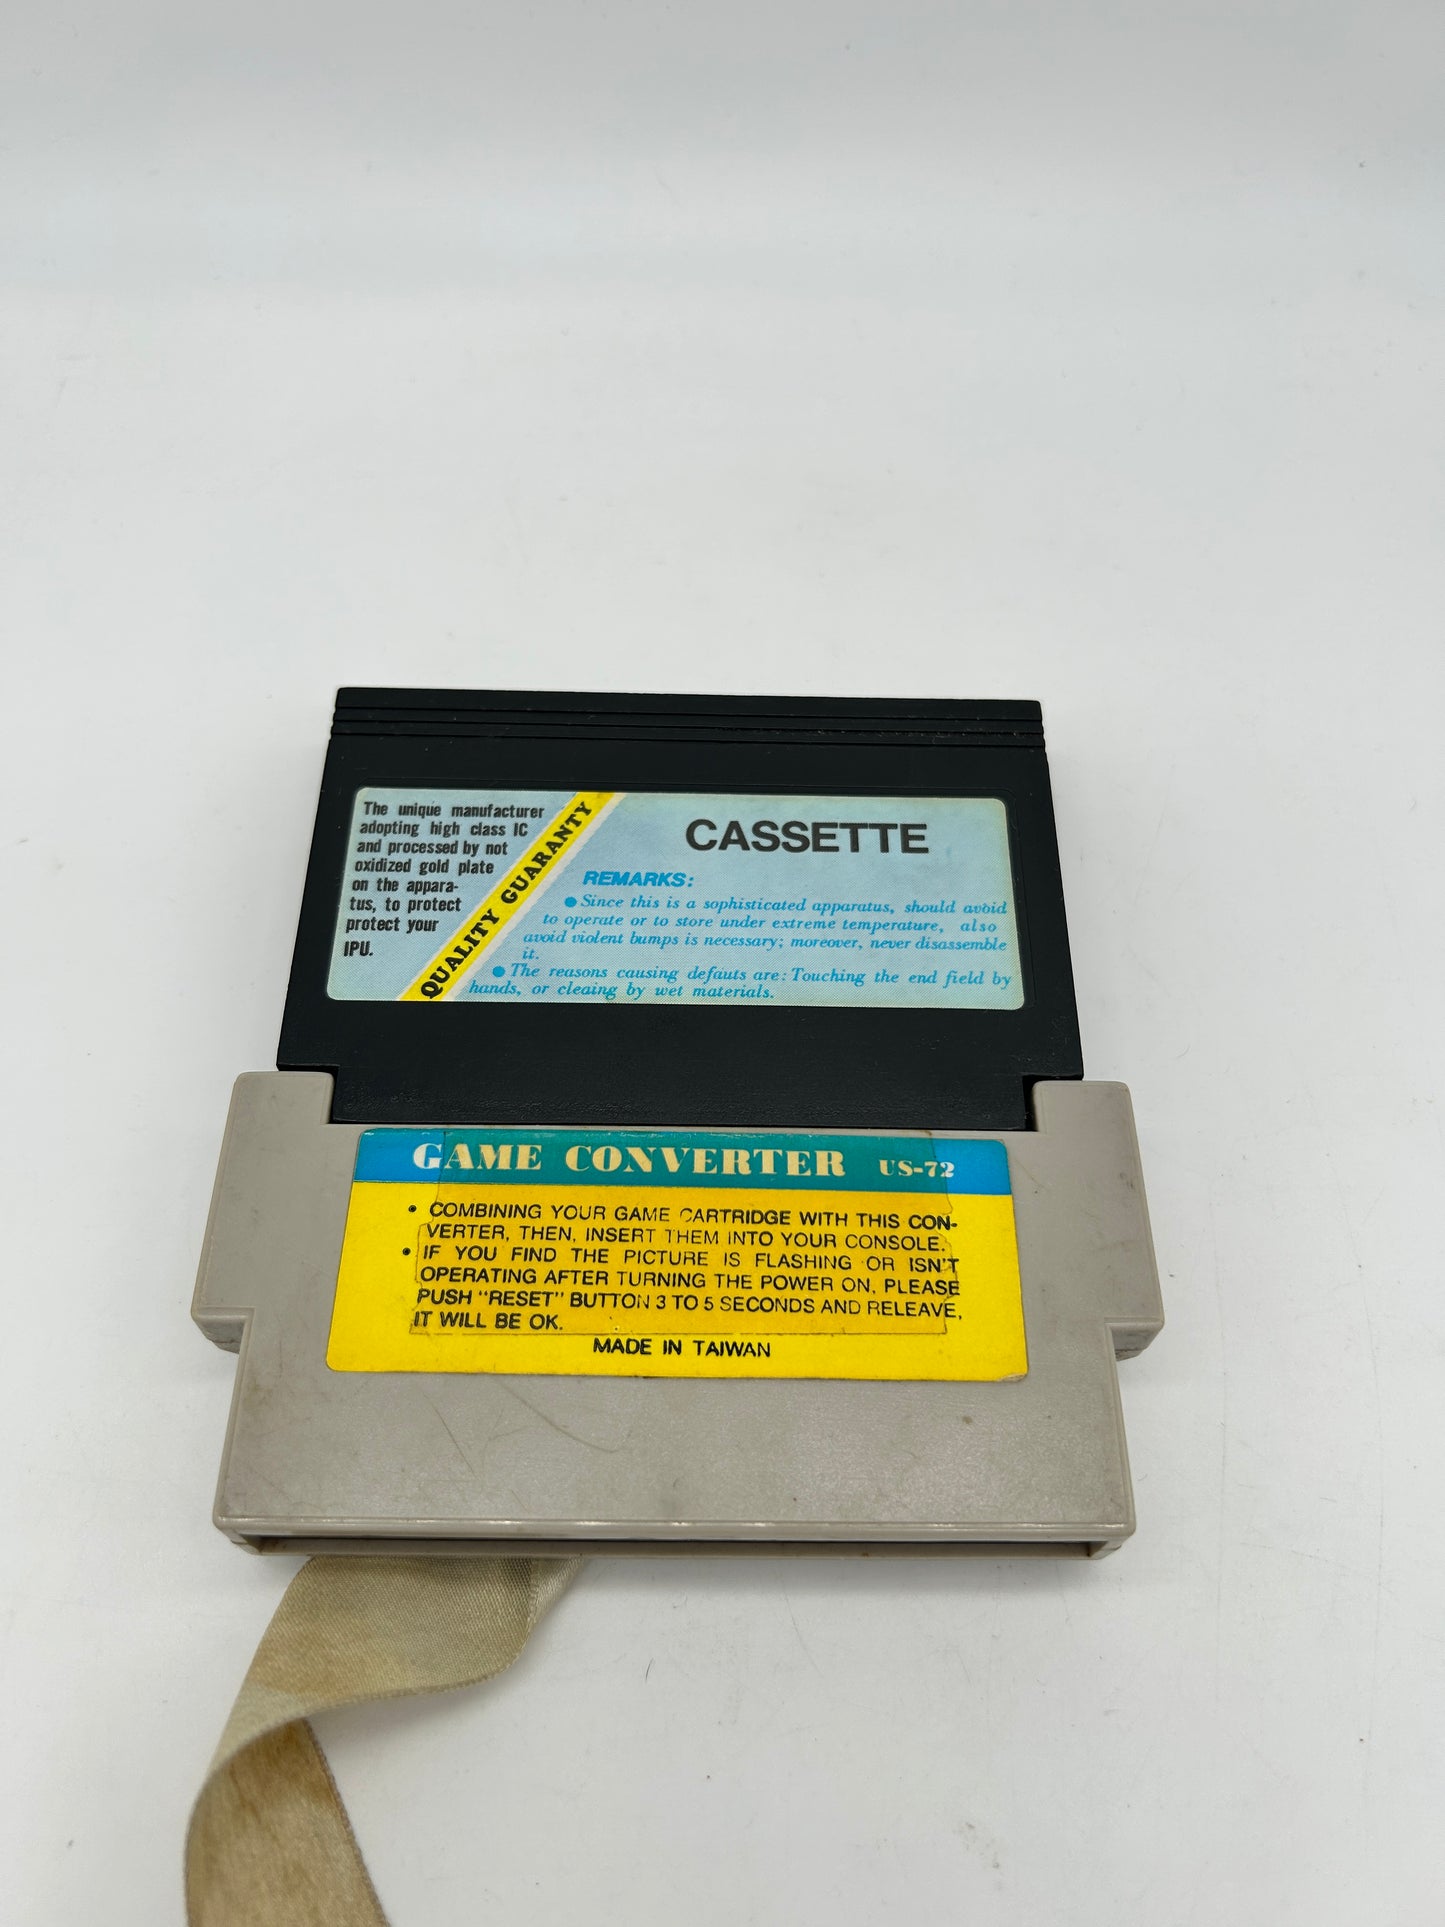 The unique manufacturer
adopting high class IC
and processed by not
oxidized gold plate
on the appara-
tus, to protect
protect your
IPU.
QUALITY GUARANTY
CASSETTE
REMARKS:
● Since this is a sophisticated apparatus, should avoid
to operate or to store under extreme temperature, also
avoid violent bumps is necessary; moreover, never disassemble
it.
● The reasons causing defauts are: Touching the end field by
hands, or cleaing by wet materials.
GAME CONVERTER US-72
• COMBINING YOUR GAME CARTRIDGE WITH THIS CON-
VERTER, THEN, INSERT THEM INTO YOUR CONSOLE.
• IF YOU FIND THE PICTURE IS FLASHING OR ISN'T
OPERATING AFTER TURNING THE POWER ON, PLEASE
PUSH "RESET" BUTTON 3 TO 5 SECONDS AND RELEAVE,
IT WILL BE OK.
MADE IN TAIWAN